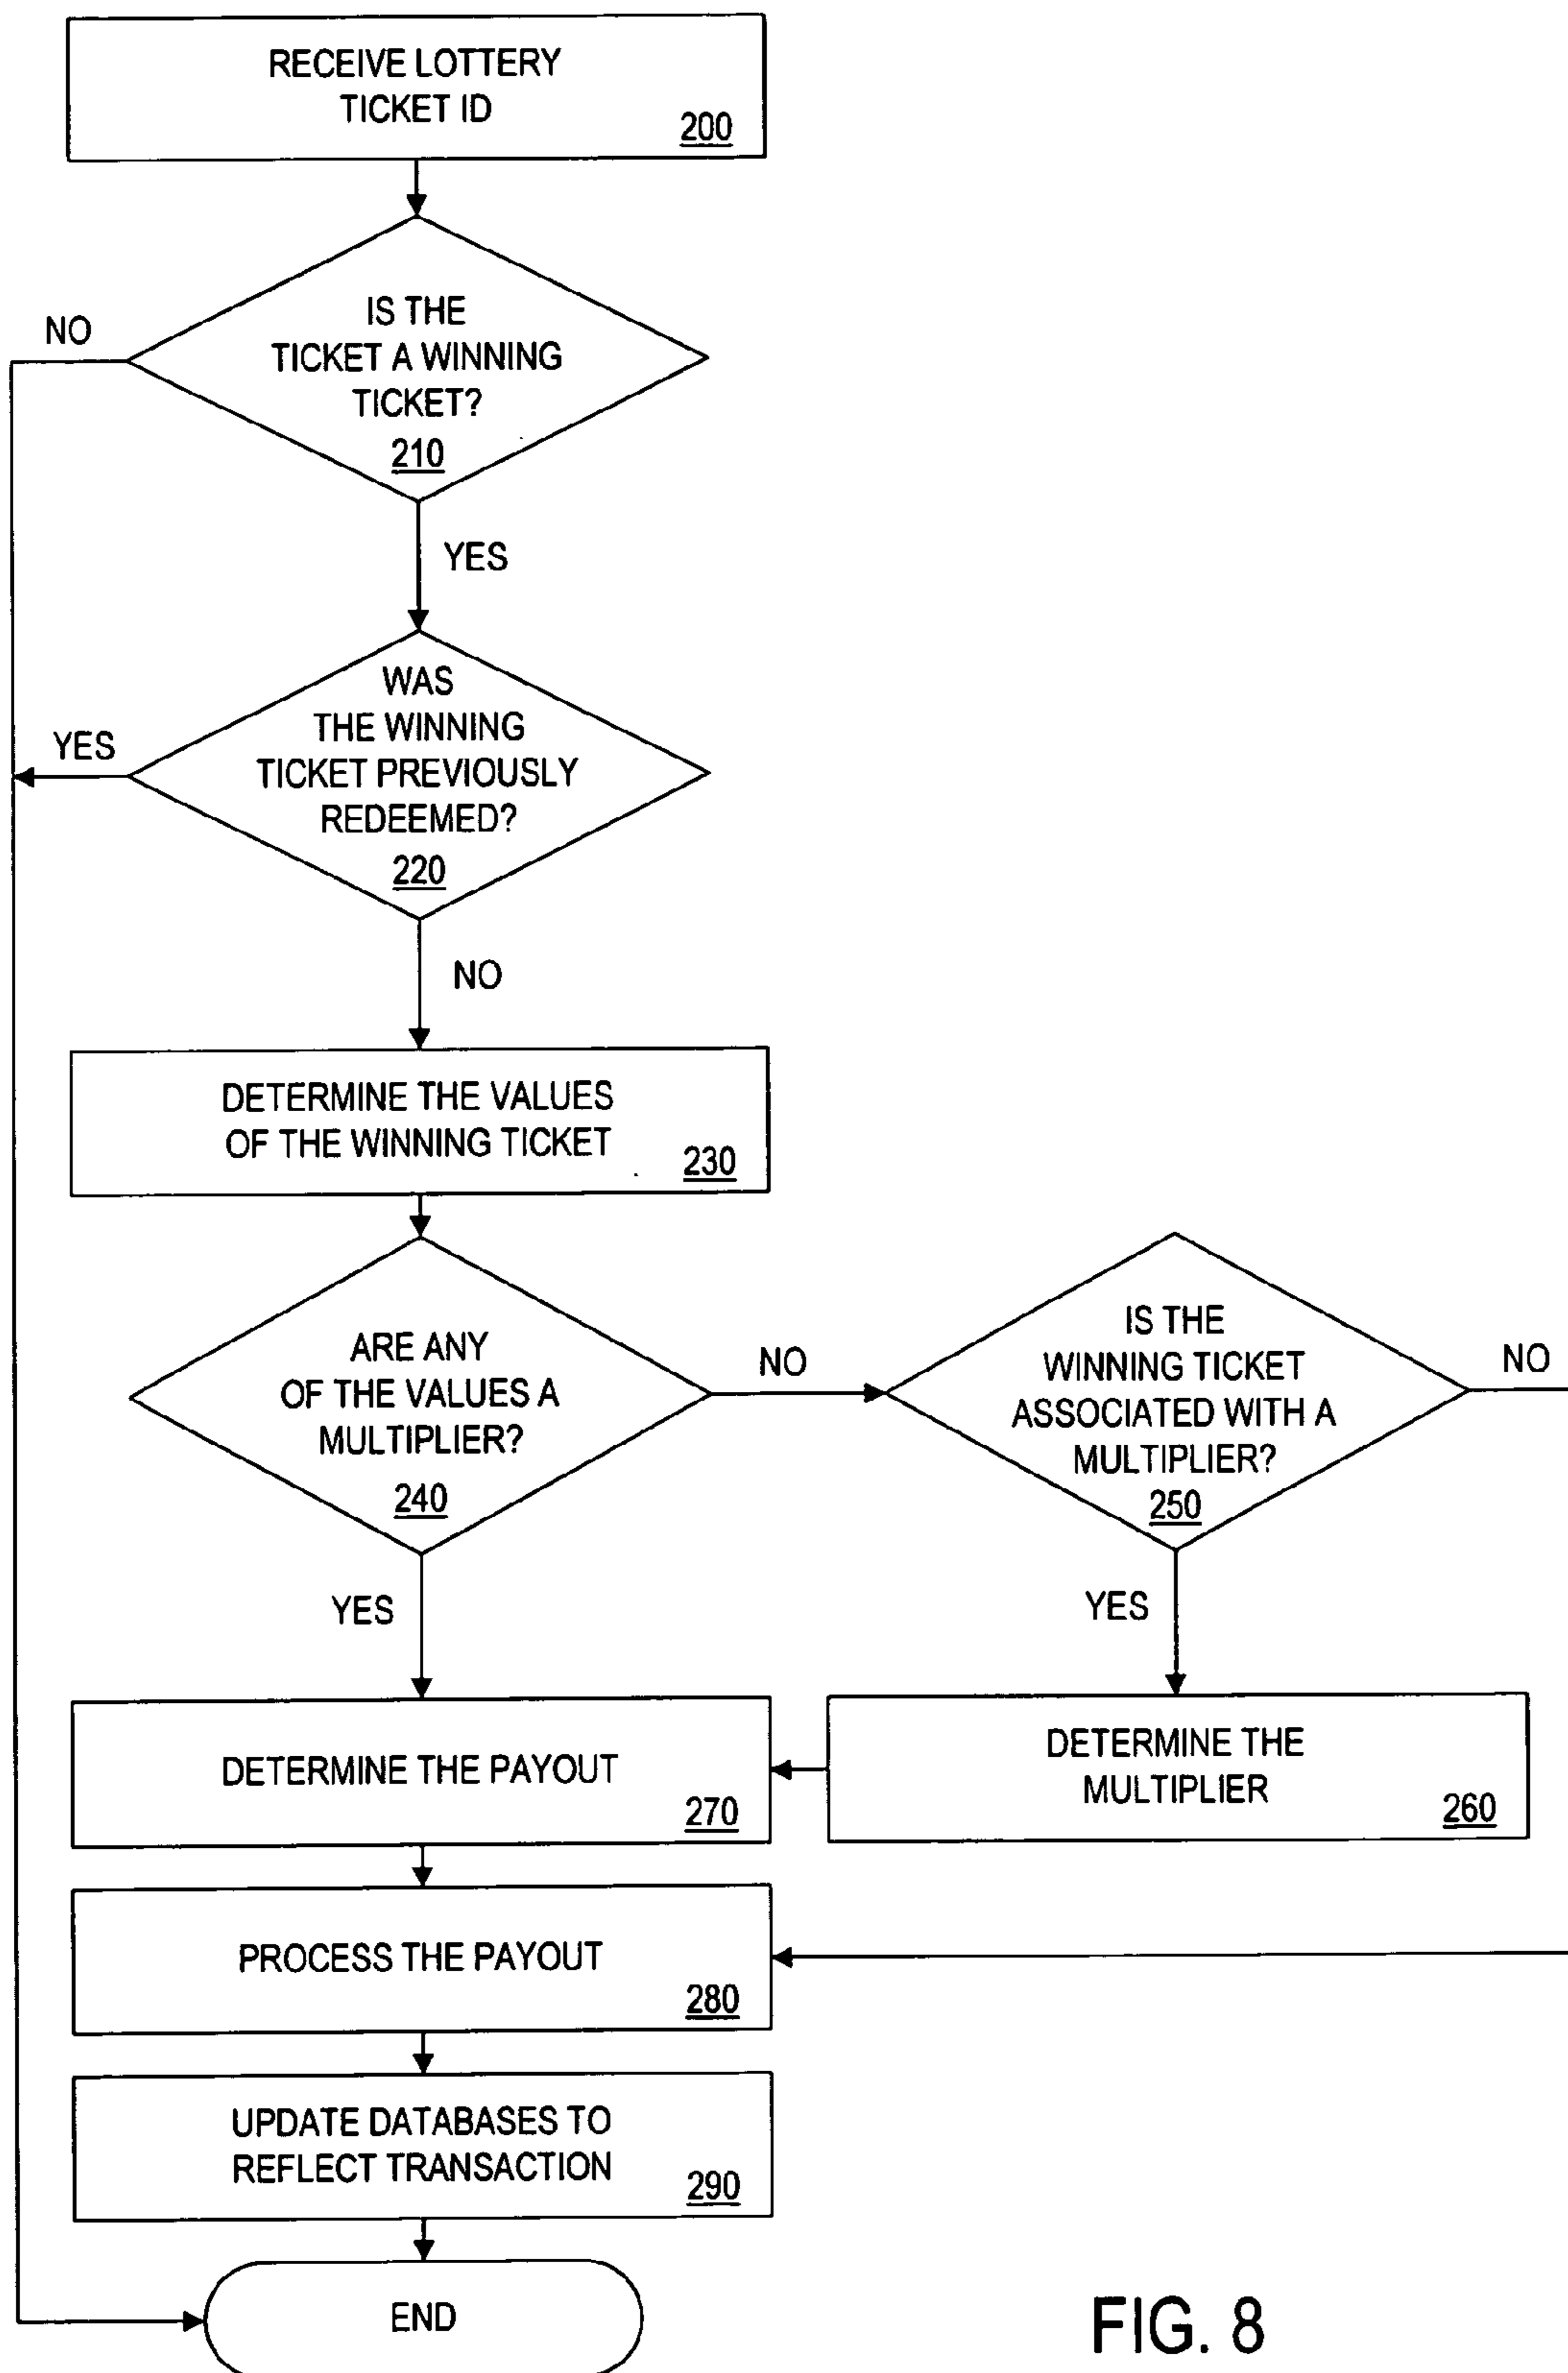 RECEIVE LOTTERY
TICKET ID
200
IS THE
TICKET A WINNING
TICKET?
210
NO
YES
WAS
THE WINNING
TICKET PREVIOUSLY
REDEEMED?
220
YES
NO
DETERMINE THE VALUES
OF THE WINNING TICKET
230
ARE ANY
OF THE VALUES A
MULTIPLIER?
240
NO
YES
IS THE
WINNING TICKET
ASSOCIATED WITH A
MULTIPLIER?
250
NO
YES
DETERMINE THE
MULTIPLIER
260
DETERMINE THE PAYOUT
270
PROCESS THE PAYOUT
280
UPDATE DATABASES TO
REFLECT TRANSACTION
290
END
FIG. 8